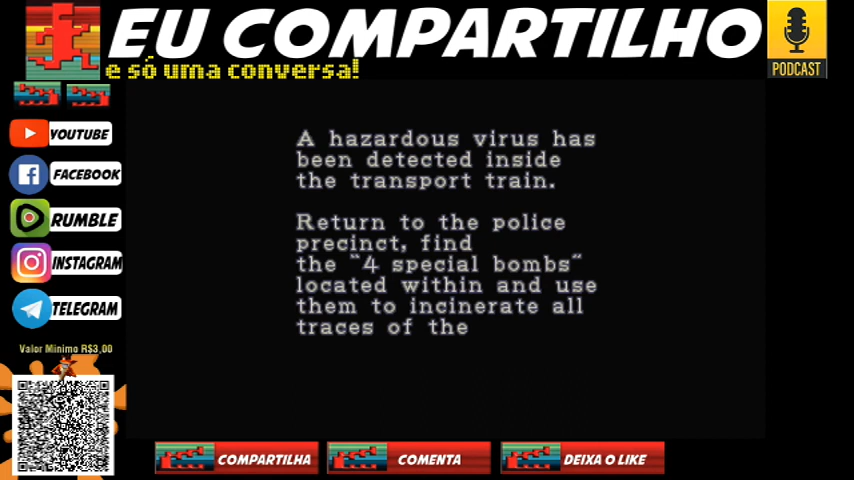 EU COMPARTILHO
e só uma conversa!
PODCAST
YOUTUBE
FACEBOOK
RUMBLE
INSTAGRAM
TELEGRAM
Valor Minimo R$3,00
A hazardous virus has
been detected inside
the transport train.
Return to the police
precinct, find
the "4 special bombs"
located within and use
them to incinerate all
traces of the
COMPARTILHA
COMENTA
DEIXA O LIKE